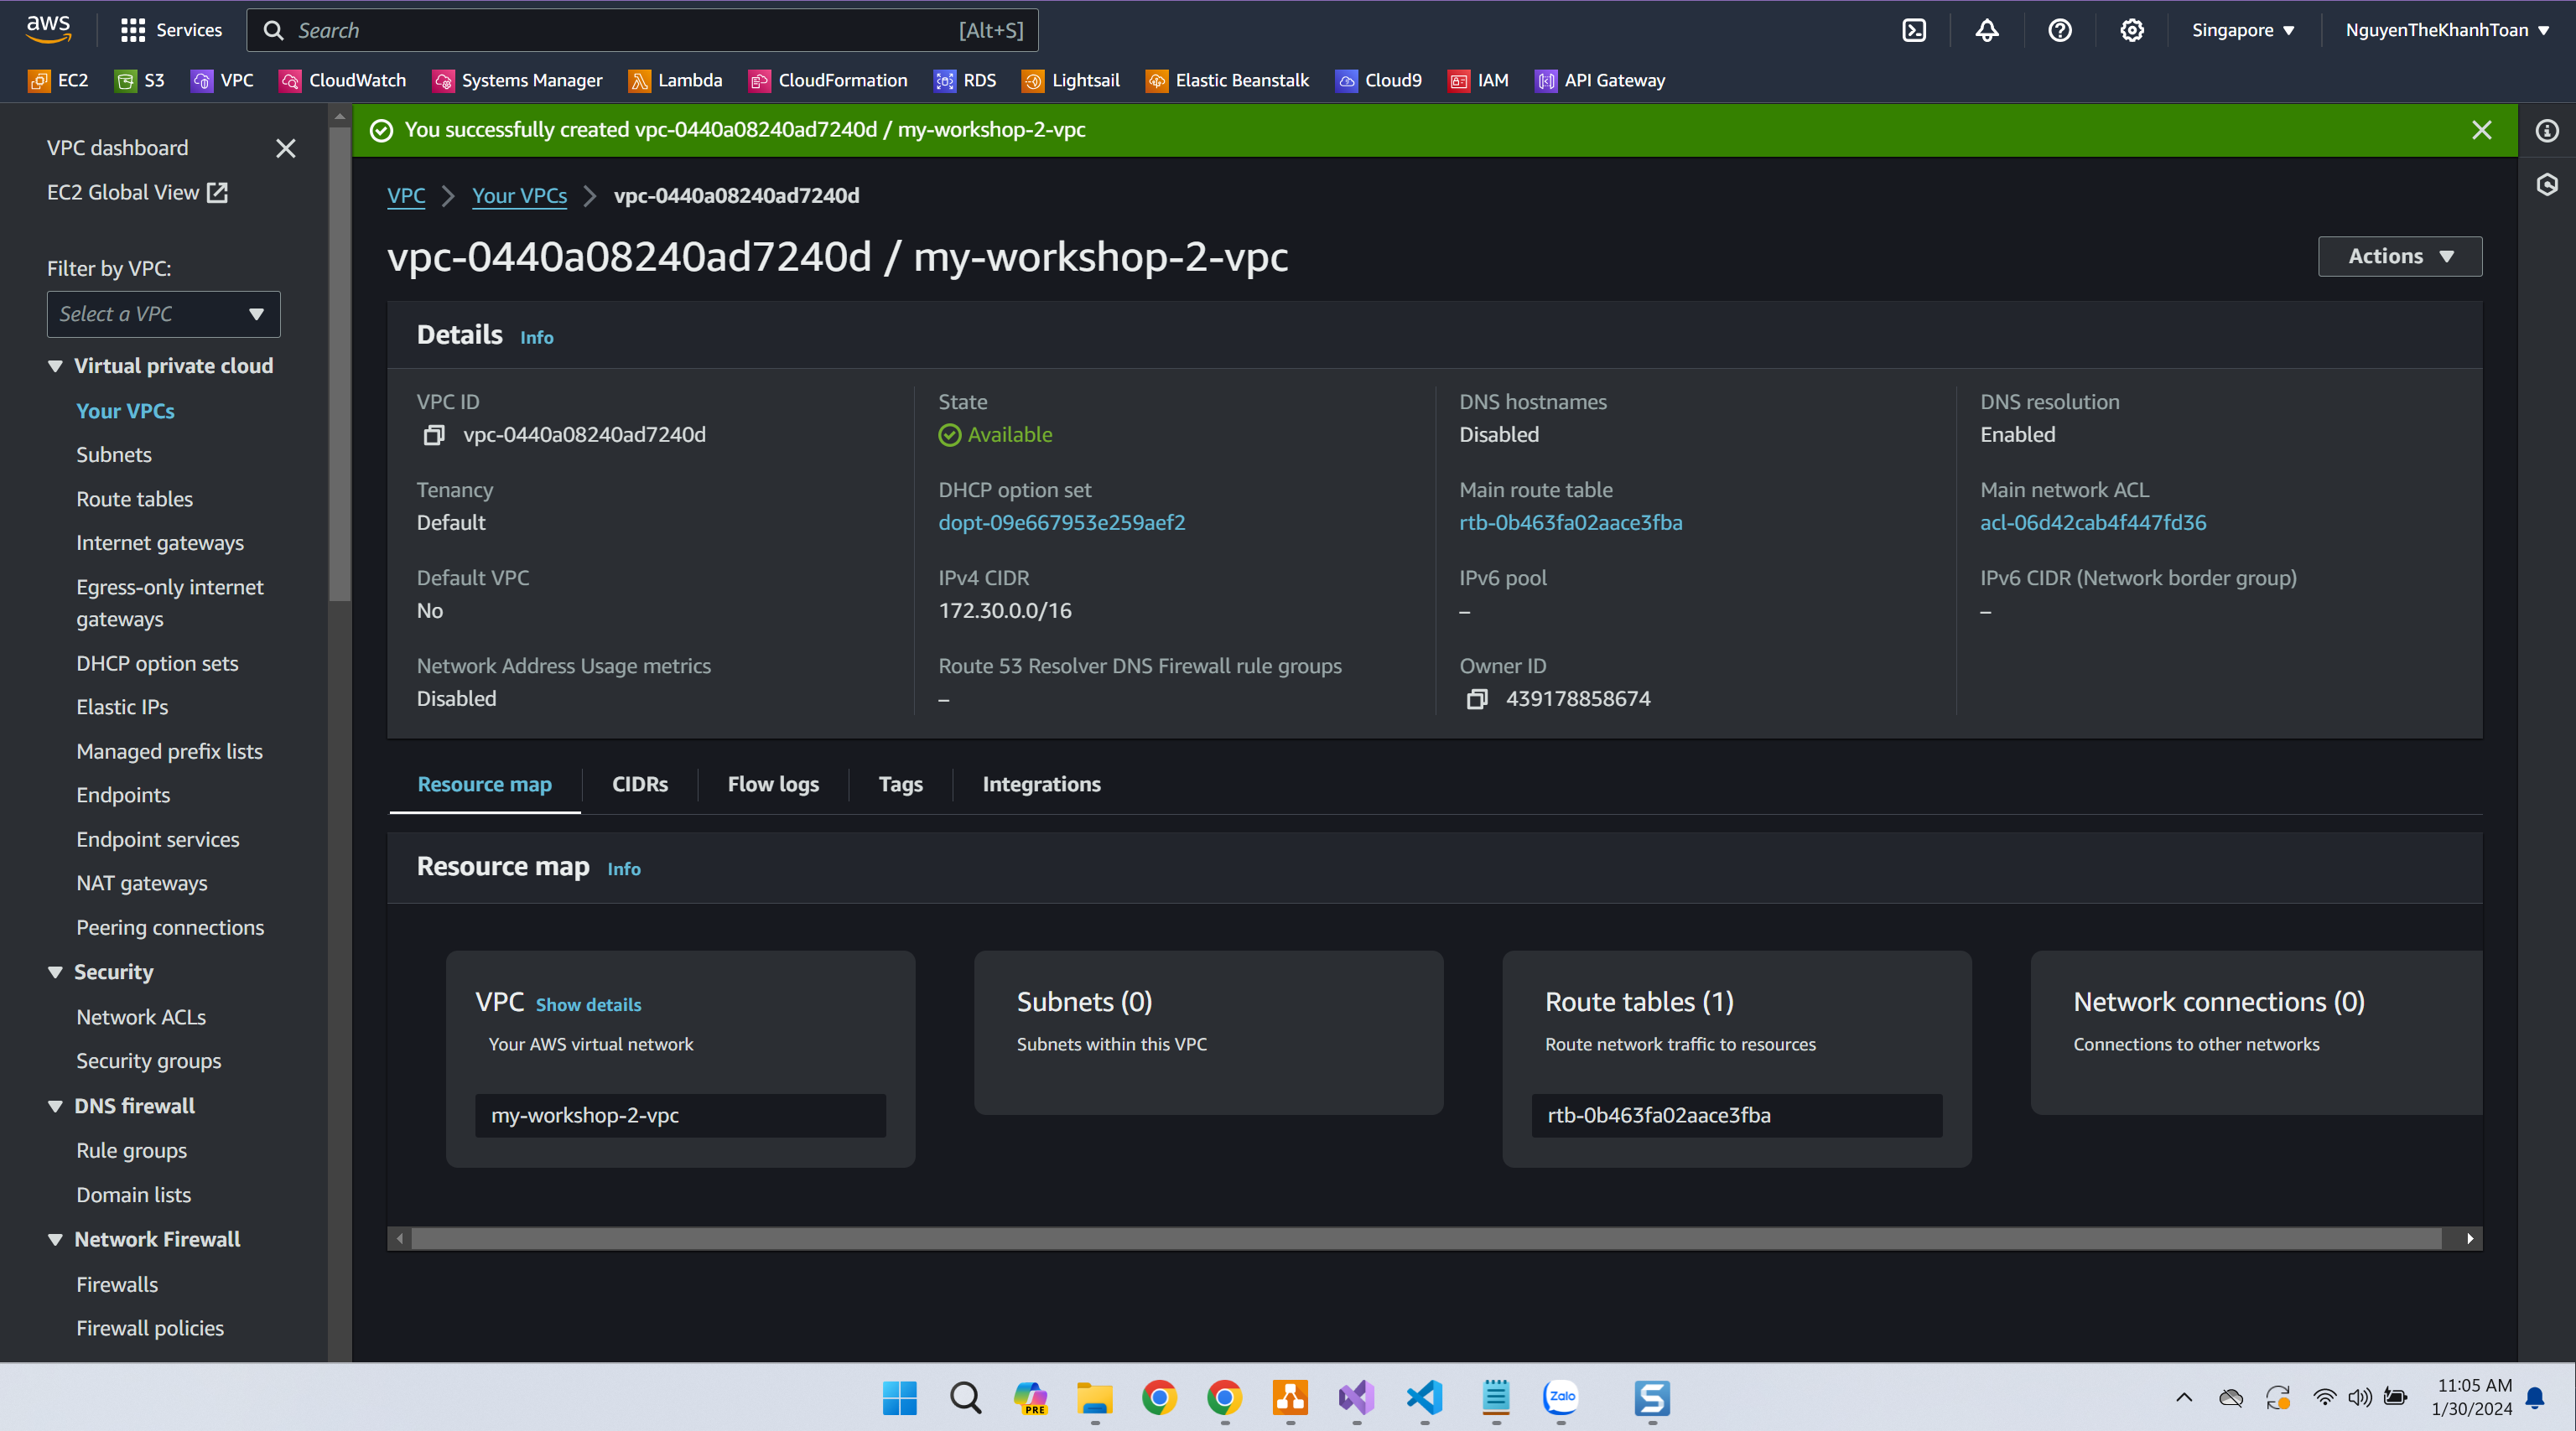 aws
Services
Search
[Alt+S]
Singapore
NguyenTheKhanhToan
EC2
S3
VPC
CloudWatch
Systems Manager
Lambda
CloudFormation
RDS
Lightsail
Elastic Beanstalk
Cloud9
IAM
API Gateway
VPC dashboard
EC2 Global View
Filter by VPC:
Select a VPC
Virtual private cloud
Your VPCs
Subnets
Route tables
Internet gateways
Egress-only internet
gateways
DHCP option sets
Elastic IPs
Managed prefix lists
Endpoints
Endpoint services
NAT gateways
Peering connections
Security
Network ACLs
Security groups
DNS firewall
Rule groups
Domain lists
Network Firewall
Firewalls
Firewall policies
You successfully created vpc-0440a08240ad7240d / my-workshop-2-vpc
VPC
Your VPCs
vpc-0440a08240ad7240d
vpc-0440a08240ad7240d / my-workshop-2-vpc
Actions
Details Info
VPC ID
vpc-0440a08240ad7240d
State
Available
DNS hostnames
Disabled
DNS resolution
Enabled
Tenancy
Default
DHCP option set
dopt-09e667953e259aef2
Main route table
rtb-0b463fa02aace3fba
Main network ACL
acl-06d42cab4f447fd36
Default VPC
No
IPv4 CIDR
172.30.0.0/16
IPv6 pool
–
IPv6 CIDR (Network border group)
–
Network Address Usage metrics
Disabled
Route 53 Resolver DNS Firewall rule groups
–
Owner ID
439178858674
Resource map
CIDRs
Flow logs
Tags
Integrations
Resource map Info
VPC Show details
Your AWS virtual network
my-workshop-2-vpc
Subnets (0)
Subnets within this VPC
Route tables (1)
Route network traffic to resources
rtb-0b463fa02aace3fba
Network connections (0)
Connections to other networks
PRE
Zalo
S
11:05 AM
1/30/2024